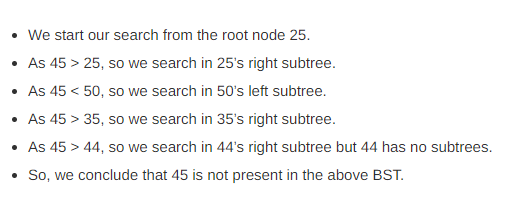 • We start our search from the root node 25.
• As 45 > 25, so we search in 25's right subtree.
• As 45 < 50, so we search in 50's left subtree.
• As 45 > 35, so we search in 35's right subtree.
• As 45 > 44, so we search in 44's right subtree but 44 has no subtrees.
• So, we conclude that 45 is not present in the above BST.